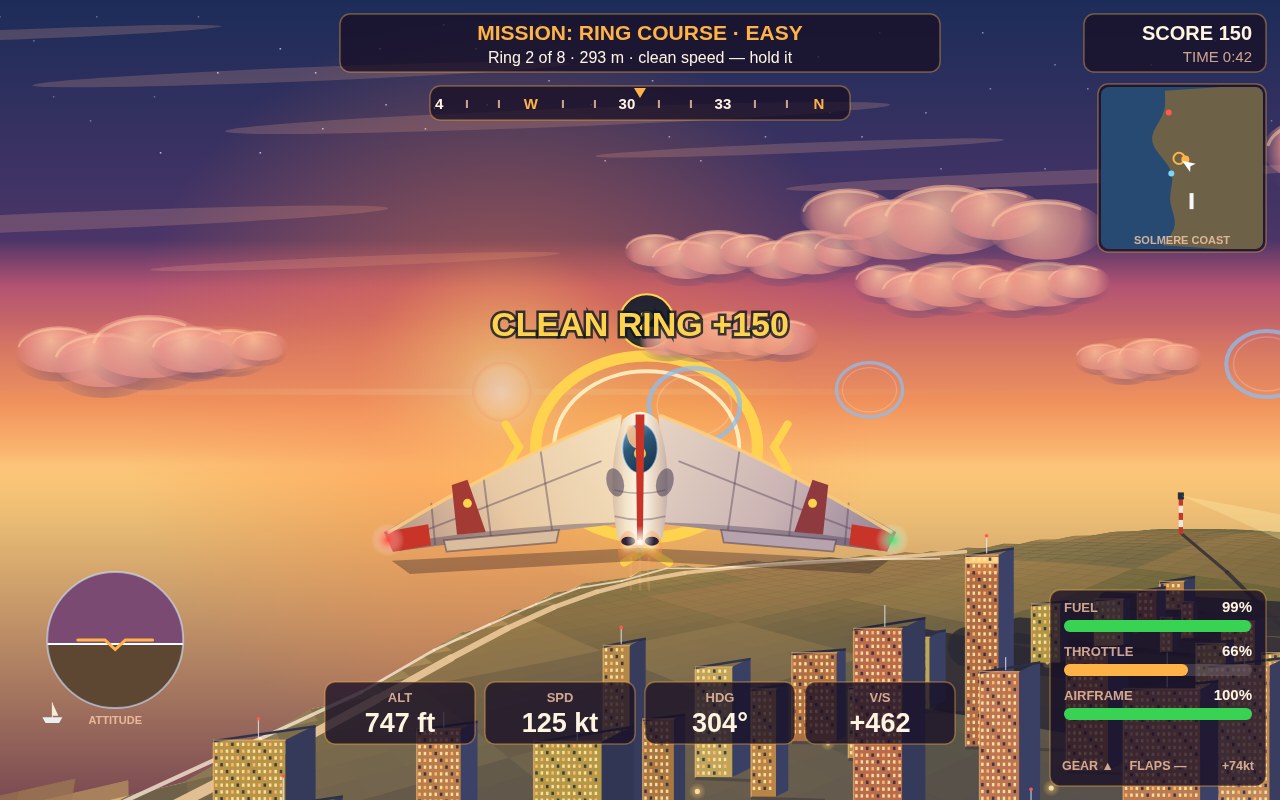 MISSION: RING COURSE · EASY
Ring 2 of 8 · 293 m · clean speed — hold it
SCORE 150
TIME 0:42
4 W 30 33 N
SOLMERE COAST
CLEAN RING +150
ATTITUDE
ALT
747 ft
SPD
125 kt
HDG
304°
V/S
+462
FUEL 99%
THROTTLE 66%
AIRFRAME 100%
GEAR ▲ FLAPS — +74kt